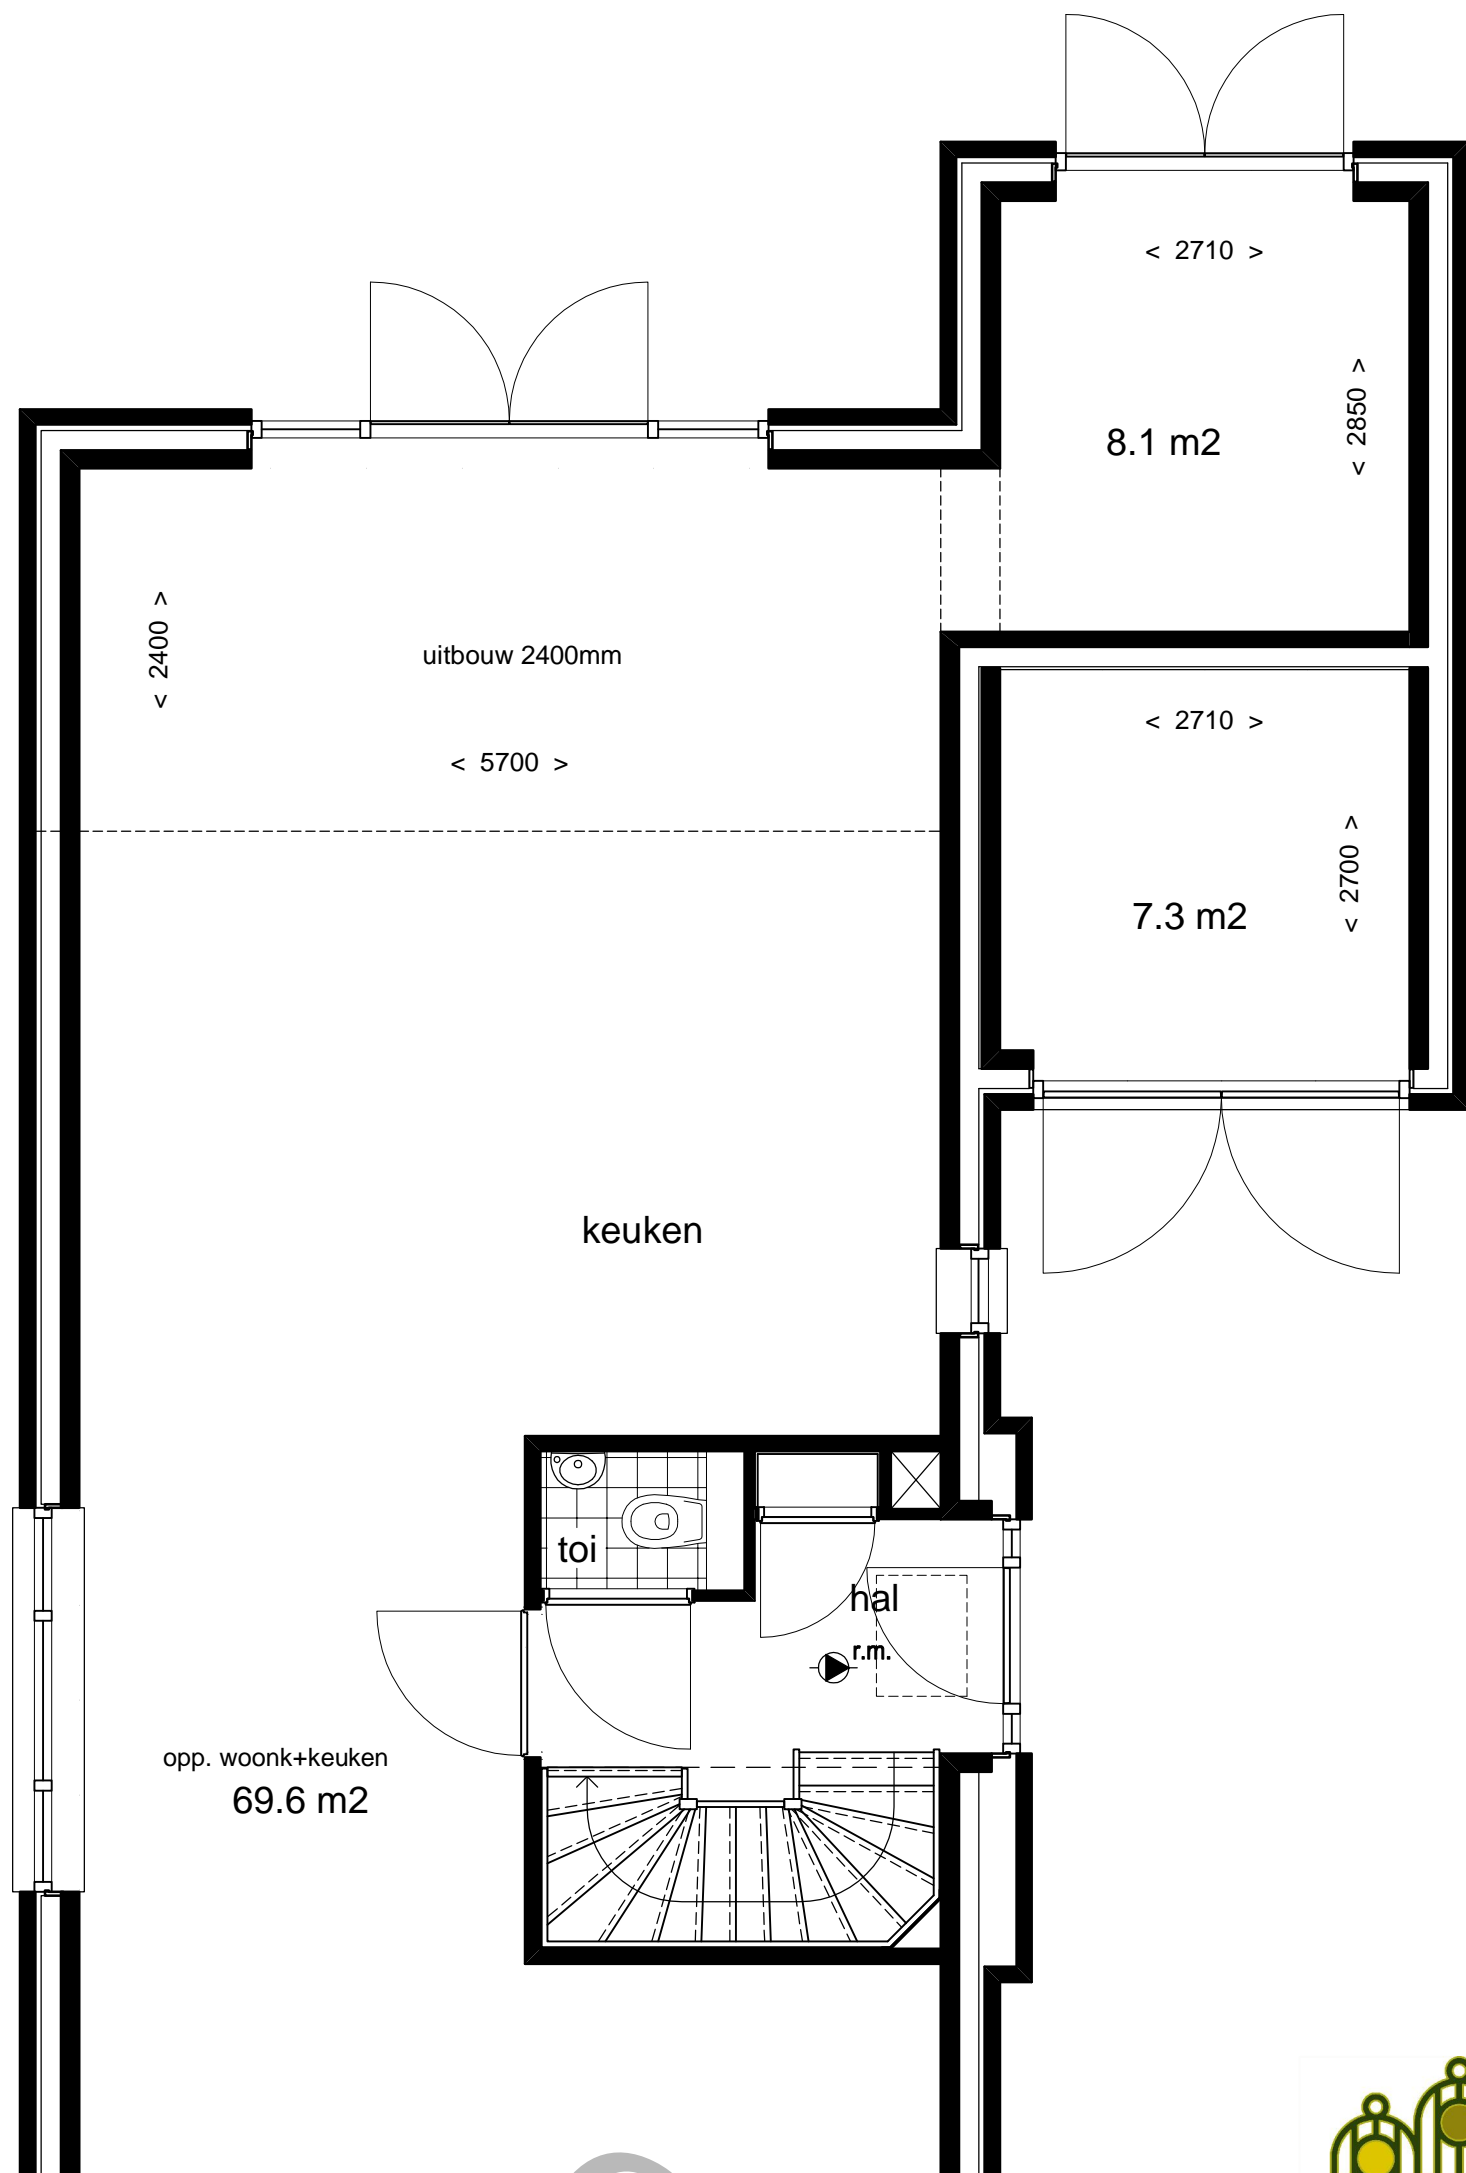 < 2710 >
< 2850 >
8.1 m2
< 2400 >
uitbouw 2400mm
< 5700 >
< 2710 >
< 2700 >
7.3 m2
keuken
toi
hal
r.m.
opp. woonk+keuken
69.6 m2